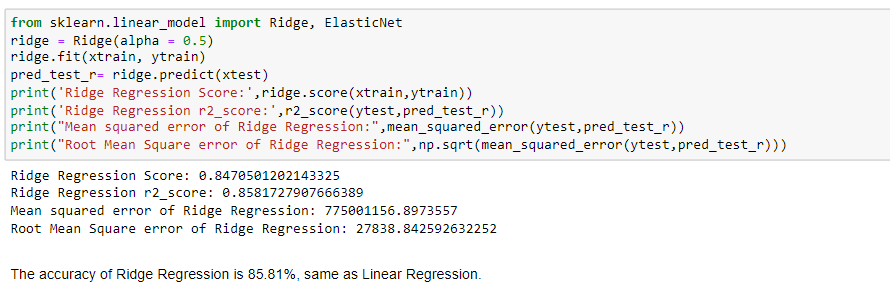 from sklearn.linear_model import Ridge, ElasticNet
ridge = Ridge(alpha = 0.5)
ridge.fit(xtrain, ytrain)
pred_test_r= ridge.predict(xtest)
print('Ridge Regression Score:',ridge.score(xtrain,ytrain))
print('Ridge Regression r2_score:',r2_score(ytest,pred_test_r))
print("Mean squared error of Ridge Regression:",mean_squared_error(ytest,pred_test_r))
print("Root Mean Square error of Ridge Regression:",np.sqrt(mean_squared_error(ytest,pred_test_r)))
Ridge Regression Score: 0.8470501202143325
Ridge Regression r2_score: 0.8581727907666389
Mean squared error of Ridge Regression: 775001156.8973557
Root Mean Square error of Ridge Regression: 27838.842592632252
The accuracy of Ridge Regression is 85.81%, same as Linear Regression.